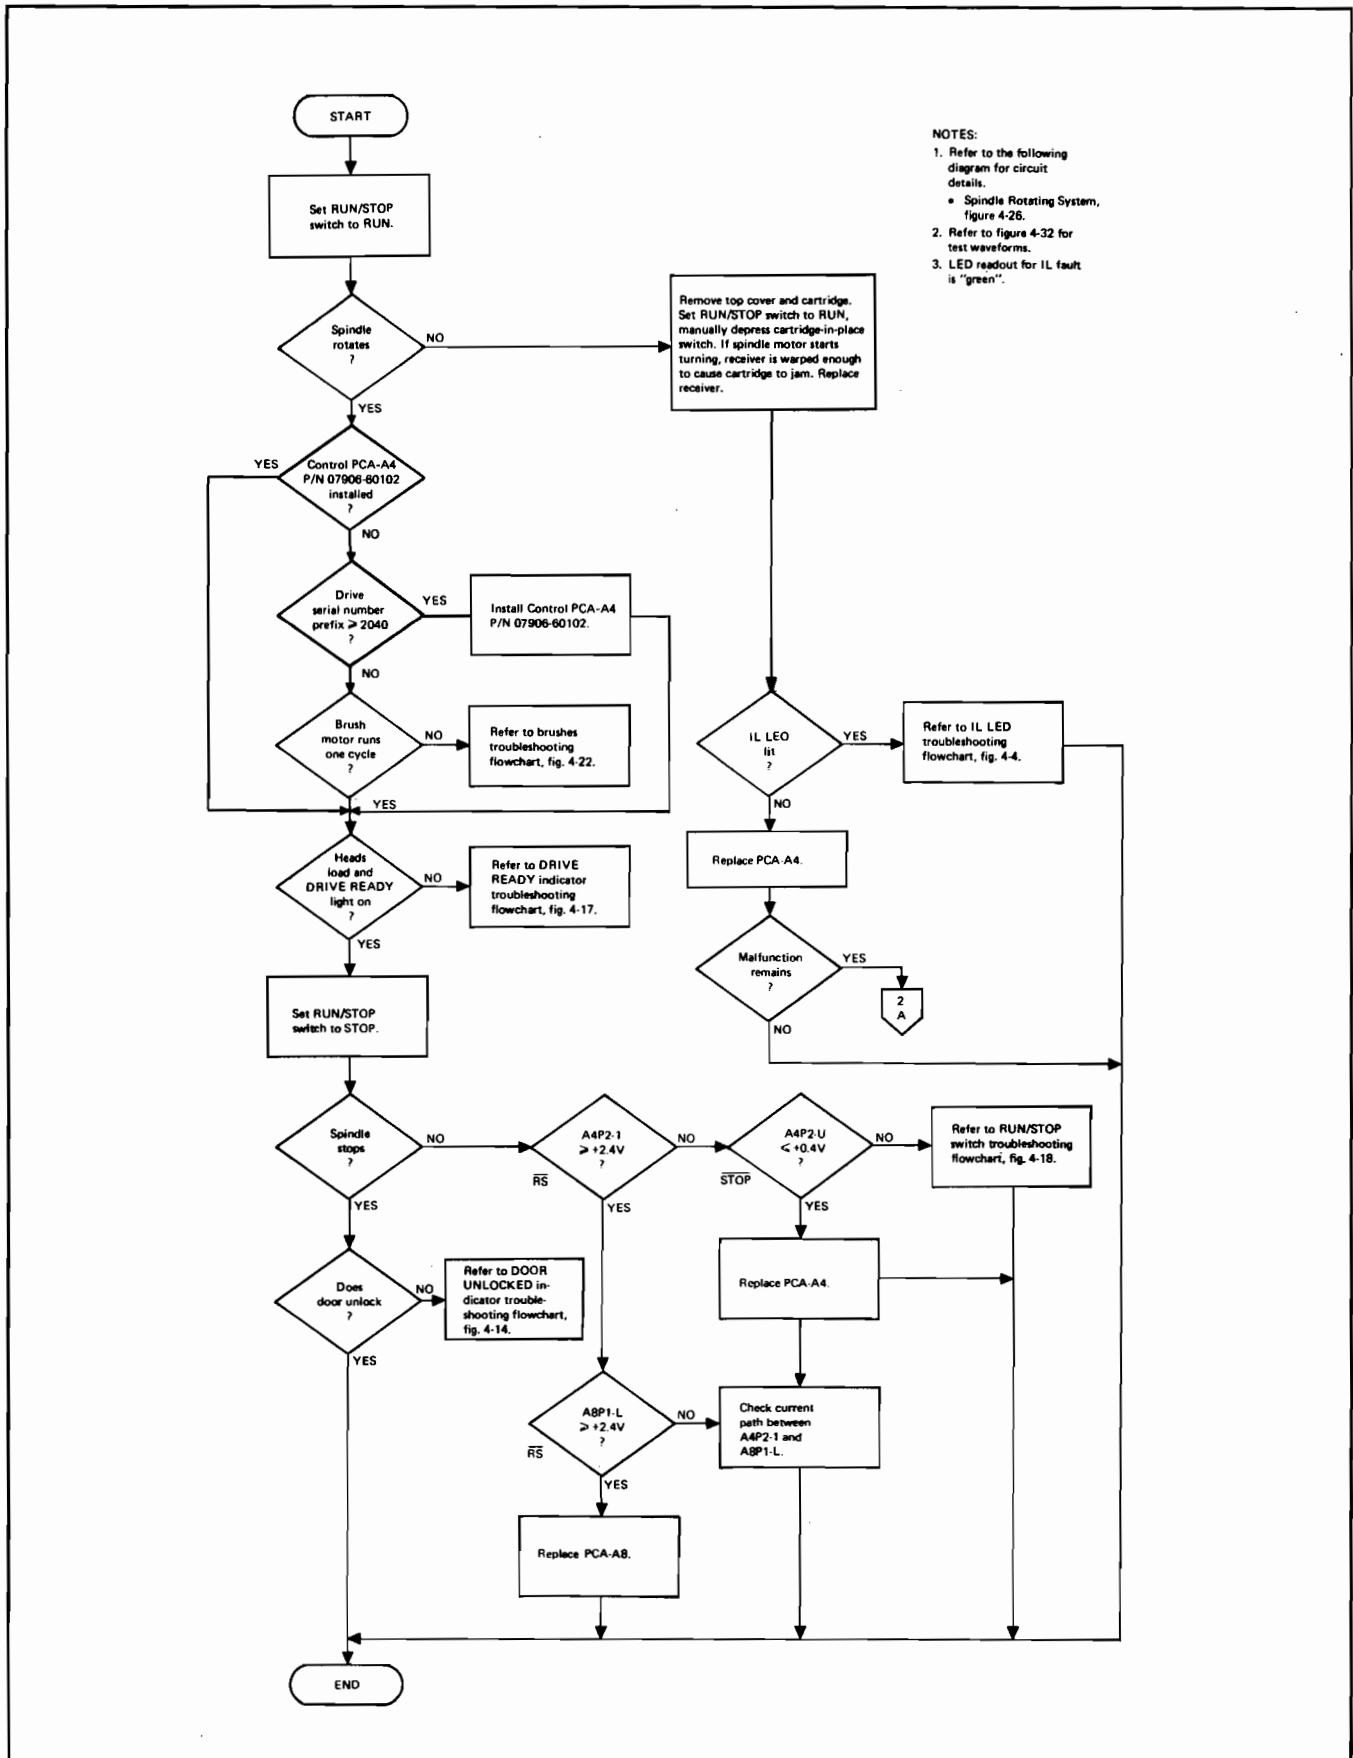 START
NOTES:
1. Refer to the following
diagram for circuit
details.
• Spindle Rotating System,
figure 4-26.
2. Refer to figure 4-32 for
test waveforms.
3. LED readout for IL fault
is "green".
Set RUN/STOP
switch to RUN.
Spindle
rotates
?
NO
YES
Remove top cover and cartridge.
Set RUN/STOP switch to RUN,
manually depress cartridge-in-place
switch. If spindle motor starts
turning, receiver is warped enough
to cause cartridge to jam. Replace
receiver.
YES
Control PCA-A4
P/N 07906-60102
installed
?
NO
Drive
serial number
prefix ⩾ 2040
?
YES
NO
Install Control PCA-A4
P/N 07906-60102.
Brush
motor runs
one cycle
?
NO
YES
Refer to brushes
troubleshooting
flowchart, fig. 4-22.
IL LEO
lit
?
YES
NO
Refer to IL LED
troubleshooting
flowchart, fig. 4-4.
Heads
load and
DRIVE READY
light on
?
NO
YES
Refer to DRIVE
READY indicator
troubleshooting
flowchart, fig. 4-17.
Replace PCA-A4.
Malfunction
remains
?
YES
NO
2
A
Set RUN/STOP
switch to STOP.
Spindle
stops
?
NO
YES
A4P2-1
⩾ +2.4V
?
R̅S̅
NO
YES
A4P2-U
⩽ +0.4V
?
S̅T̅O̅P̅
NO
YES
Refer to RUN/STOP
switch troubleshooting
flowchart, fig. 4-18.
Does
door unlock
?
NO
YES
Refer to DOOR
UNLOCKED in-
dicator trouble-
shooting flowchart,
fig. 4-14.
Replace PCA-A4.
A8P1-L
⩾ +2.4V
?
R̅S̅
NO
YES
Check current
path between
A4P2-1 and
A8P1-L.
Replace PCA-A8.
END